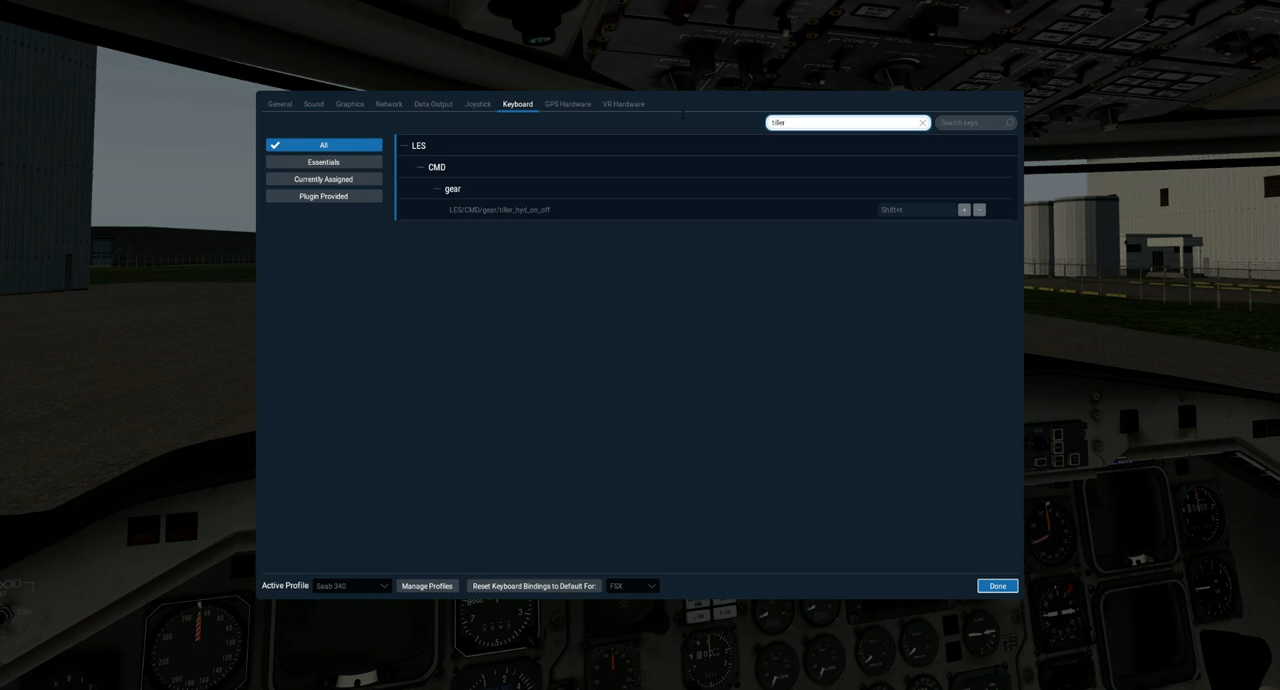 General Sound Graphics Network Data Output Joystick Keyboard GPS Hardware VR Hardware
tiller Search keys
All
Essentials
Currently Assigned
Plugin Provided
LES
CMD
gear
LES/CMD/gear/tiller_hyd_on_off Shift+t + −
Active Profile Saab 340 Manage Profiles Reset Keyboard Bindings to Default For: FSX Done